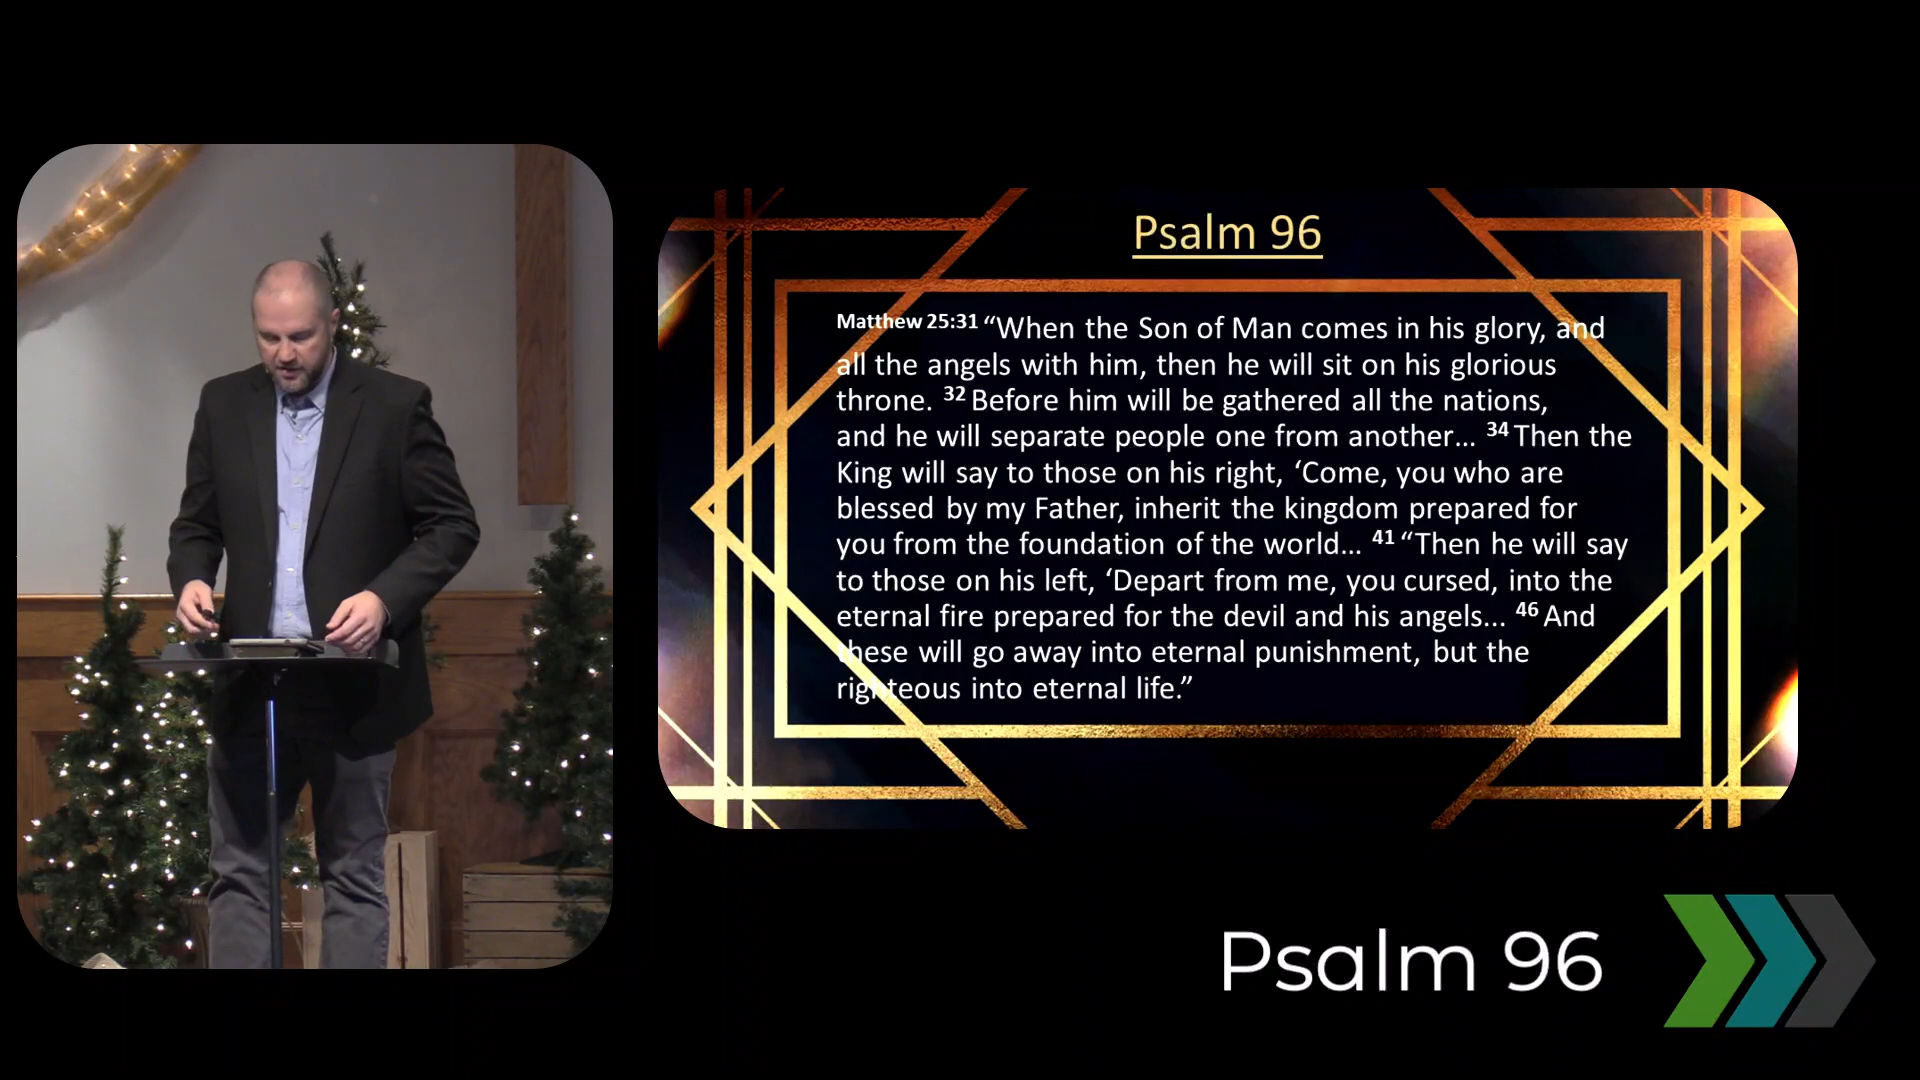 Psalm 96
Matthew 25:31 “When the Son of Man comes in his glory, and
all the angels with him, then he will sit on his glorious
throne. 32 Before him will be gathered all the nations,
and he will separate people one from another... 34 Then the
King will say to those on his right, ‘Come, you who are
blessed by my Father, inherit the kingdom prepared for
you from the foundation of the world... 41 “Then he will say
to those on his left, ‘Depart from me, you cursed, into the
eternal fire prepared for the devil and his angels... 46 And
these will go away into eternal punishment, but the
righteous into eternal life.”
Psalm 96